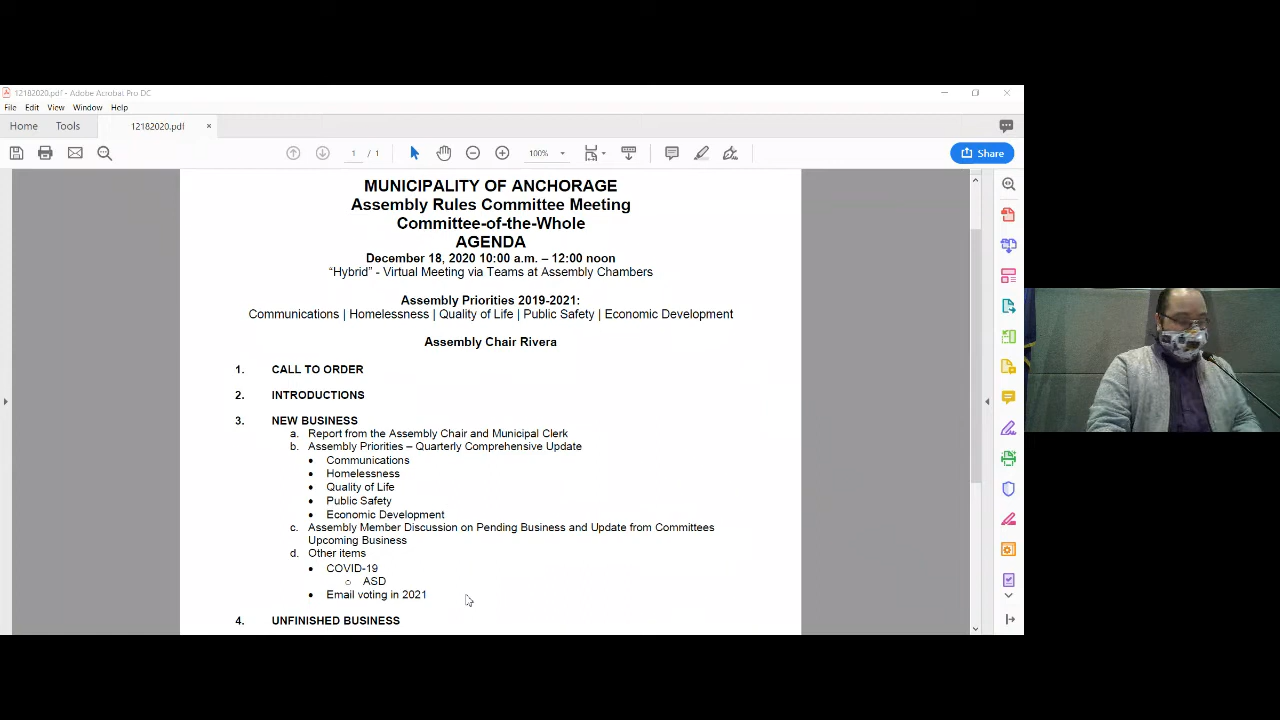 12182020.pdf - Adobe Acrobat Pro DC
File Edit View Window Help
Home Tools 12182020.pdf ×
1 / 1 100% Share
MUNICIPALITY OF ANCHORAGE
Assembly Rules Committee Meeting
Committee-of-the-Whole
AGENDA
December 18, 2020 10:00 a.m. – 12:00 noon
“Hybrid” - Virtual Meeting via Teams at Assembly Chambers
Assembly Priorities 2019-2021:
Communications | Homelessness | Quality of Life | Public Safety | Economic Development
Assembly Chair Rivera
1. CALL TO ORDER
2. INTRODUCTIONS
3. NEW BUSINESS
a. Report from the Assembly Chair and Municipal Clerk
b. Assembly Priorities – Quarterly Comprehensive Update
• Communications
• Homelessness
• Quality of Life
• Public Safety
• Economic Development
c. Assembly Member Discussion on Pending Business and Update from Committees
Upcoming Business
d. Other items
• COVID-19
○ ASD
• Email voting in 2021
4. UNFINISHED BUSINESS